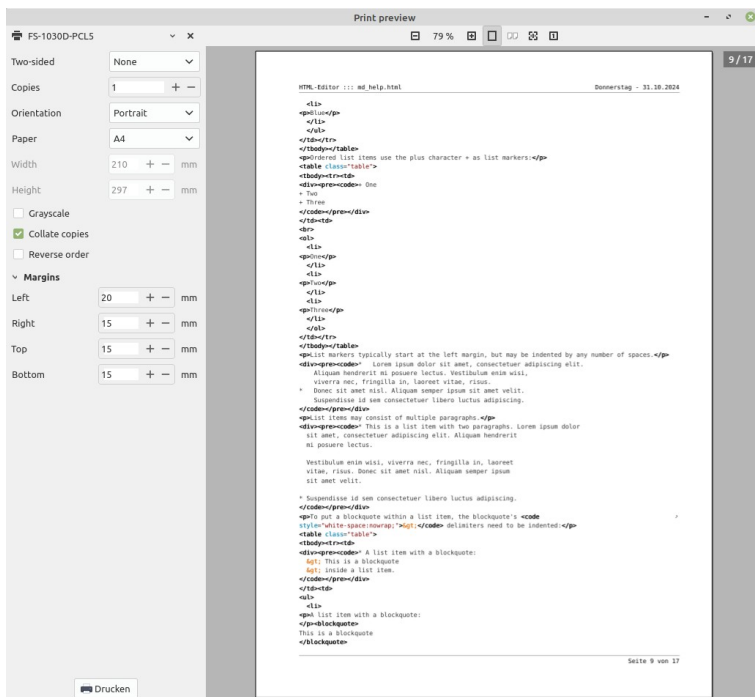 Print preview
FS-1030D-PCL5
79 %
Two-sided None
Copies 1
Orientation Portrait
Paper A4
Width 210 mm
Height 297 mm
Grayscale
Collate copies
Reverse order
Margins
Left 20 mm
Right 15 mm
Top 15 mm
Bottom 15 mm
Drucken
9 / 17
HTML-Editor ::: md_help.html Donnerstag - 31.10.2024
<li>
<p>Blue</p>
</li>
</ul>
</td></tr>
</tbody></table>
<p>Ordered list items use the plus character + as list markers:</p>
<table class="table">
<tbody><tr><td>
<div><pre><code>+ One
+ Two
+ Three
</code></pre></div>
</td><td>
<br>
<ol>
<li>
<p>One</p>
</li>
<li>
<p>Two</p>
</li>
<li>
<p>Three</p>
</li>
</ol>
</td></tr>
</tbody></table>
<p>List markers typically start at the left margin, but may be indented by any number of spaces.</p>
<div><pre><code>*   Lorem ipsum dolor sit amet, consectetuer adipiscing elit.
Aliquam hendrerit mi posuere lectus. Vestibulum enim wisi,
viverra nec, fringilla in, laoreet vitae, risus.
*   Donec sit amet nisl. Aliquam semper ipsum sit amet velit.
Suspendisse id sem consectetuer libero luctus adipiscing.
</code></pre></div>
<p>List items may consist of multiple paragraphs.</p>
<div><pre><code>* This is a list item with two paragraphs. Lorem ipsum dolor
sit amet, consectetuer adipiscing elit. Aliquam hendrerit
mi posuere lectus.
Vestibulum enim wisi, viverra nec, fringilla in, laoreet
vitae, risus. Donec sit amet nisl. Aliquam semper ipsum
sit amet velit.
* Suspendisse id sem consectetuer libero luctus adipiscing.
</code></pre></div>
<p>To put a blockquote within a list item, the blockquote's <code
style="white-space:nowrap;">&gt;</code> delimiters need to be indented:</p>
<table class="table">
<tbody><tr><td>
<div><pre><code>* A list item with a blockquote:
&gt; This is a blockquote
&gt; inside a list item.
</code></pre></div>
</td><td>
<ul>
<li>
<p>A list item with a blockquote:
</p><blockquote>
This is a blockquote
</blockquote>
Seite 9 von 17